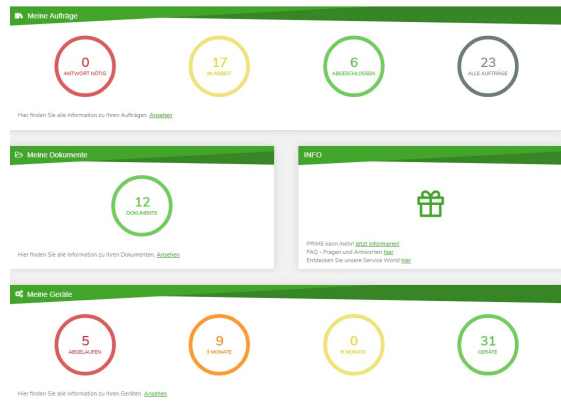 Meine Aufträge
0
ANTWORT NÖTIG
17
IN ARBEIT
6
ABGESCHLOSSEN
23
ALLE AUFTRÄGE
Hier finden Sie alle Information zu Ihren Aufträgen. Ansehen
Meine Dokumente
12
DOKUMENTE
Hier finden Sie alle Information zu Ihren Dokumenten. Ansehen
INFO
PRIME kann mehr! Jetzt informieren!
FAQ - Fragen und Antworten hier
Entdecken Sie unsere Service World hier
Meine Geräte
5
ABGELAUFEN
9
3 MONATE
0
6 MONATE
31
GERÄTE
Hier finden Sie alle Information zu Ihren Geräten. Ansehen